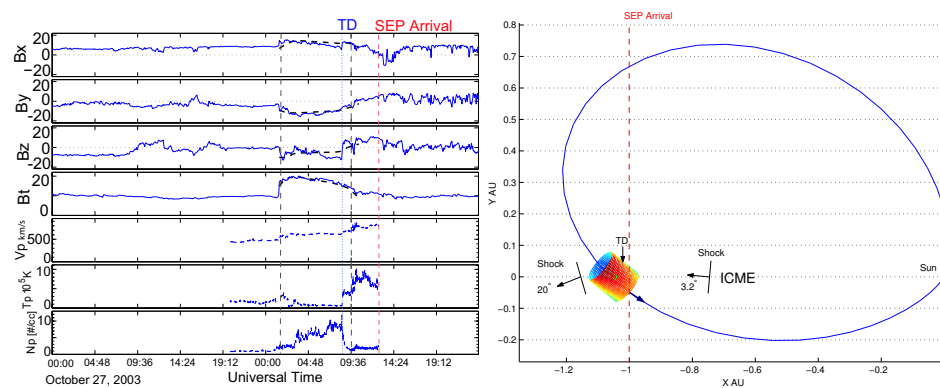 TD SEP Arrival
Bx 20 0 −20
By 20 0 −20
Bz 20 0 −20
Bt 20 0
Vp km/s 500
Tp 10^5K 10 5 0
Np [#/cc] 10 0
00:00 04:48 09:36 14:24 19:12 00:00 04:48 09:36 14:24 19:12
October 27, 2003 Universal Time
SEP Arrival
Y AU
0.8
0.7
0.6
0.5
0.4
0.3
0.2
0.1
0
−0.1
−0.2
TD
Shock
20°
Shock
3.2°
ICME
Sun
−1.2 −1 −0.8 −0.6 −0.4 −0.2 0
X AU